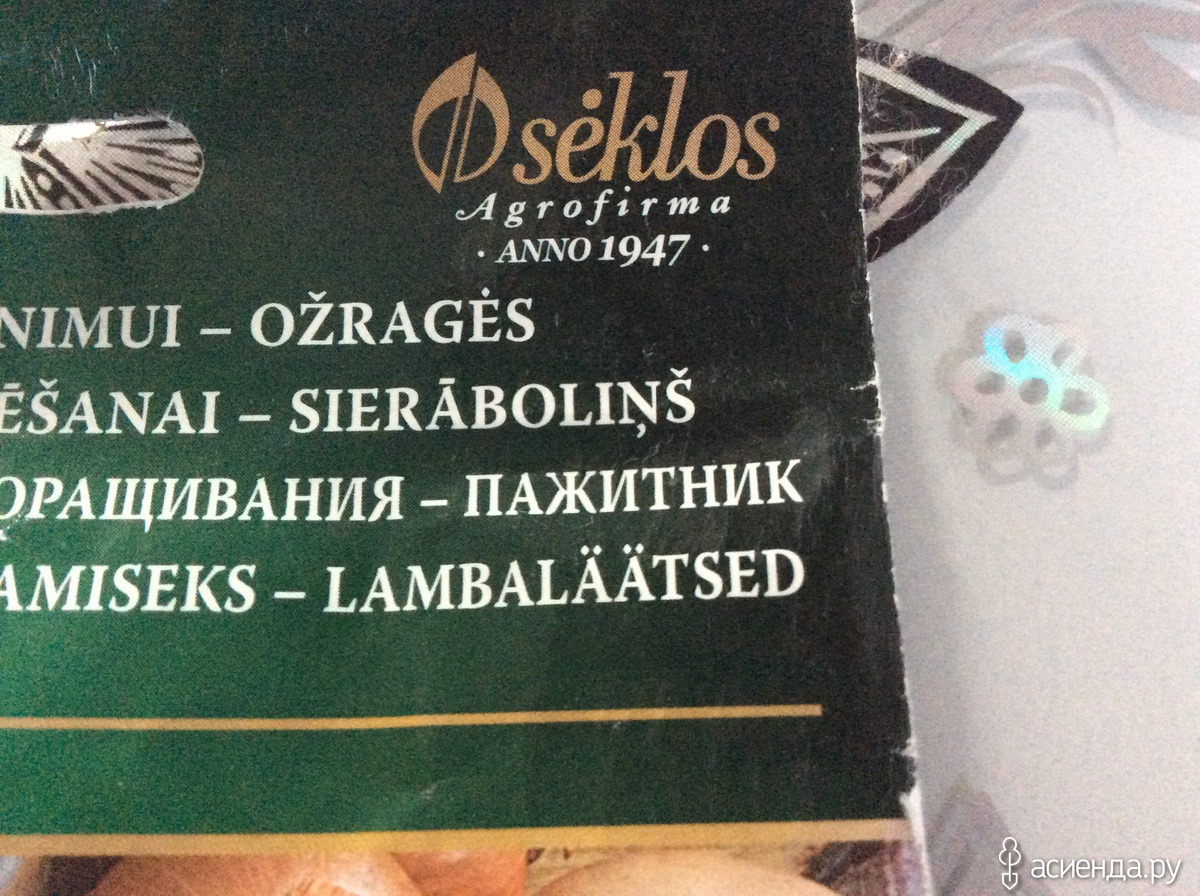 sėklos
Agrofirma
· ANNO 1947 ·
NIMUI – OŽRAGĖS
ĒŠANAI – SIERĀBOLIŅŠ
ОРАЩИВАНИЯ – ПАЖИТНИК
AMISEKS – LAMBALÄÄTSED
асиенда.ру